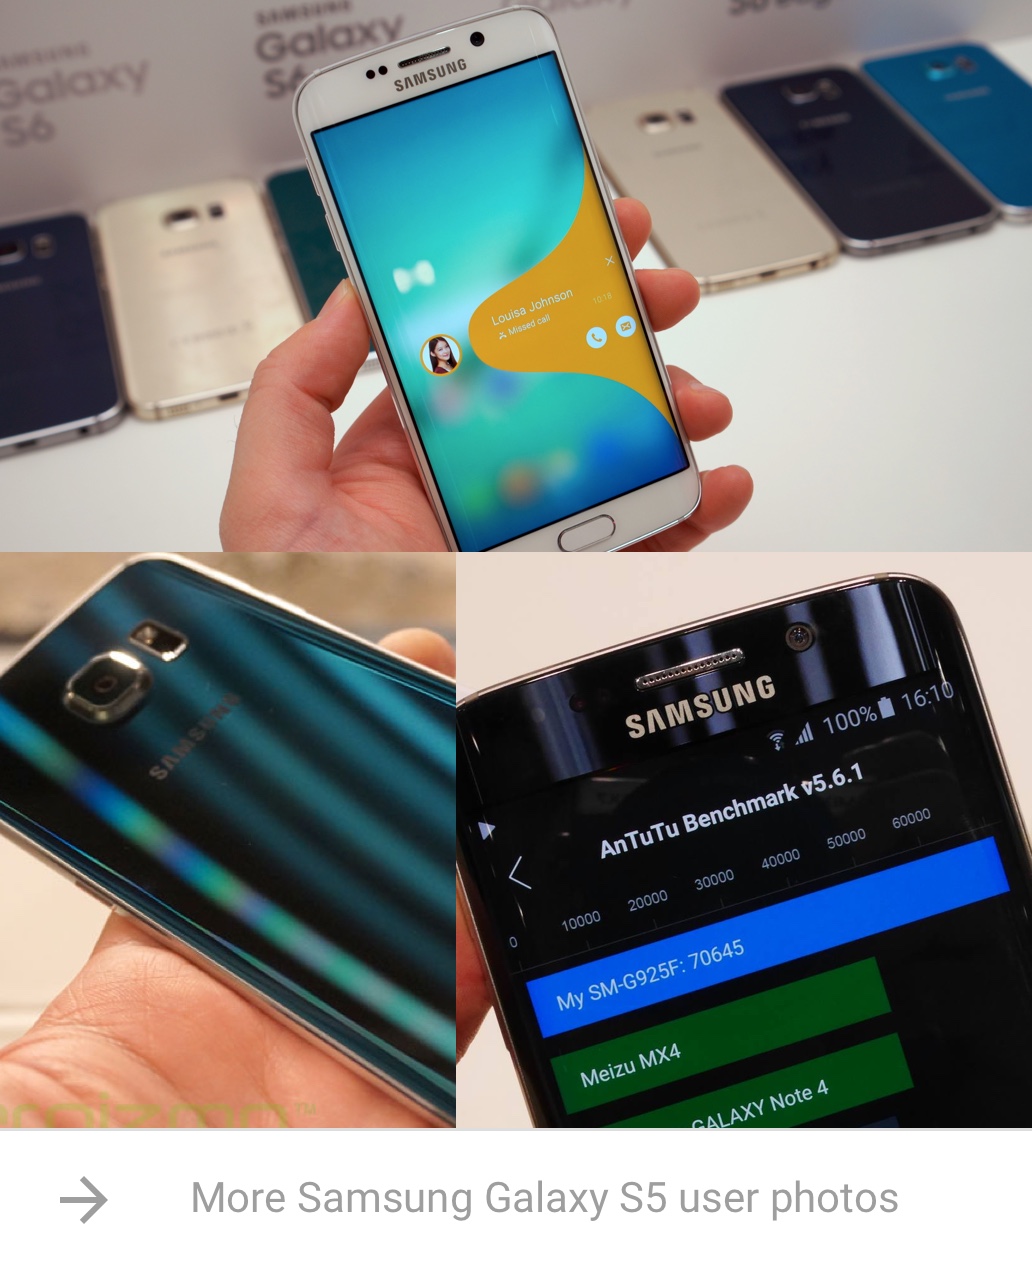 SAMSUNG
Galaxy
S6
SAMSUNG
Galaxy
S6
Galaxy
SAMSUNG
Louisa Johnson
Missed call
10:18
SAMSUNG
SAMSUNG
100% 16:10
AnTuTu Benchmark v5.6.1
0 10000 20000 30000 40000 50000 60000
My SM-G925F: 70645
Meizu MX4
GALAXY Note 4
More Samsung Galaxy S5 user photos